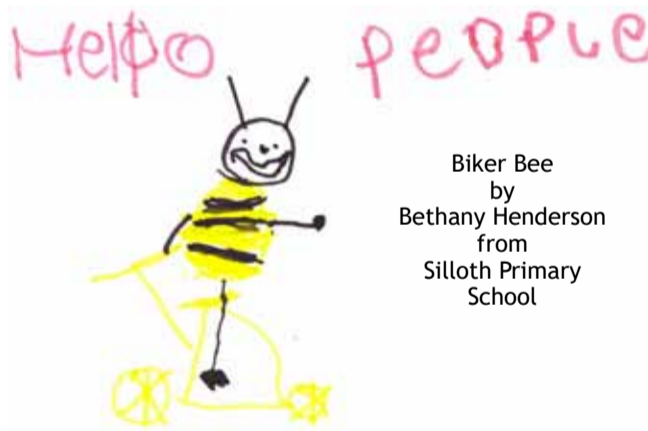 Hello PEOPLE
Biker Bee
by
Bethany Henderson
from
Silloth Primary
School